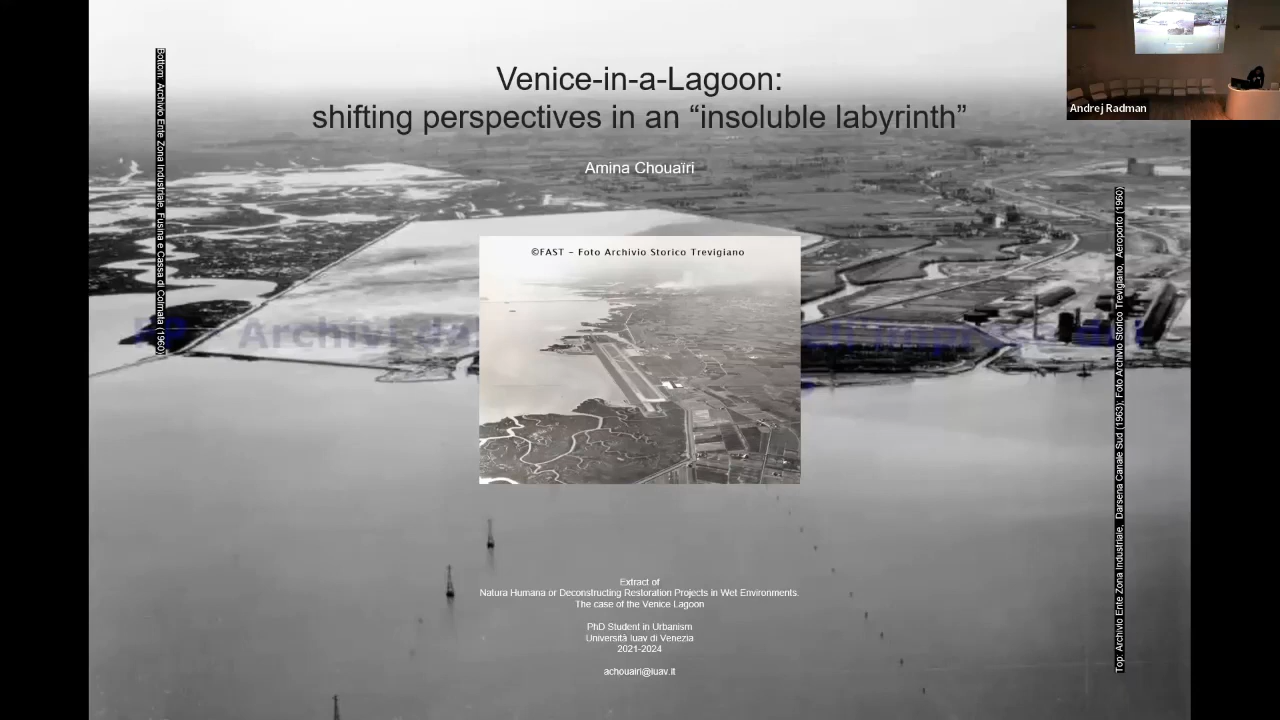 Venice-in-a-Lagoon:
shifting perspectives in an “insoluble labyrinth”
Amina Chouaïri
Andrej Radman
Bottom: Archivio Ente Zona Industriale, Fusina e Cassa di Colmata (1960)
©FAST – Foto Archivio Storico Trevigiano
Top: Archivio Ente Zona Industriale, Darsena Canale Sud (1963); Foto Archivio Storico Trevigiano, Aeroporto (1960)
Extract of
Natura Humana or Deconstructing Restoration Projects in Wet Environments.
The case of the Venice Lagoon
PhD Student in Urbanism
Università Iuav di Venezia
2021-2024
achouairi@iuav.it